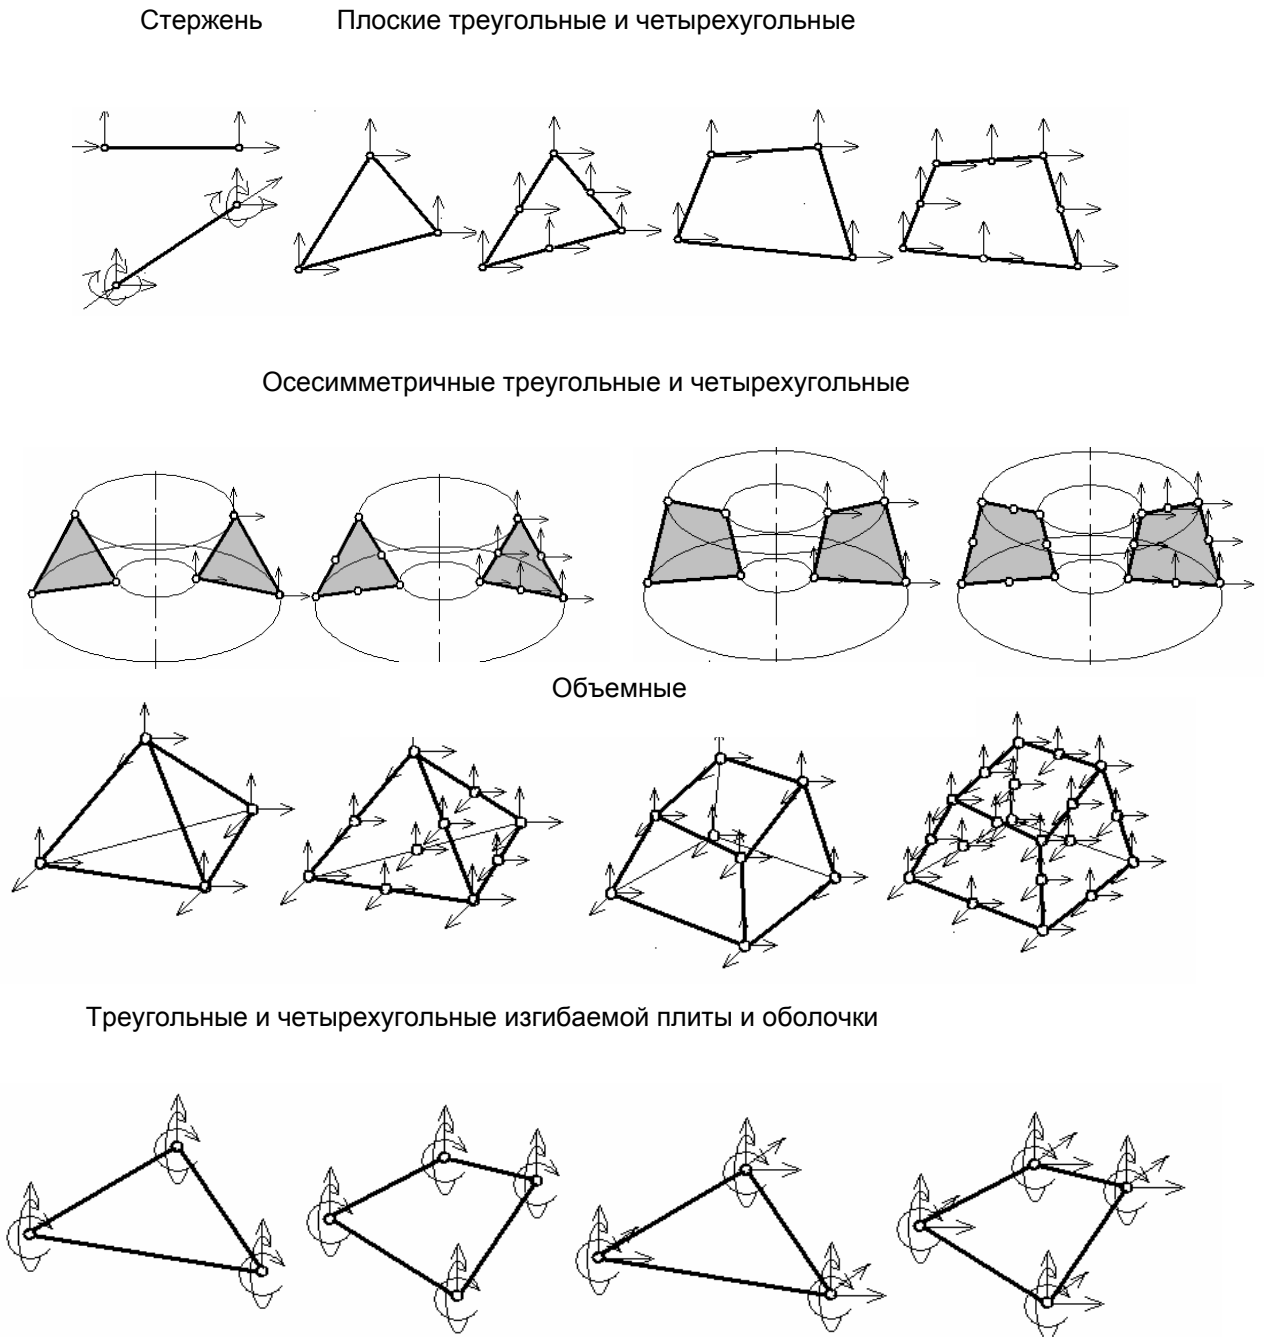 Стержень
Плоские треугольные и четырехугольные
Осесимметричные треугольные и четырехугольные
Объемные
Треугольные и четырехугольные изгибаемой плиты и оболочки